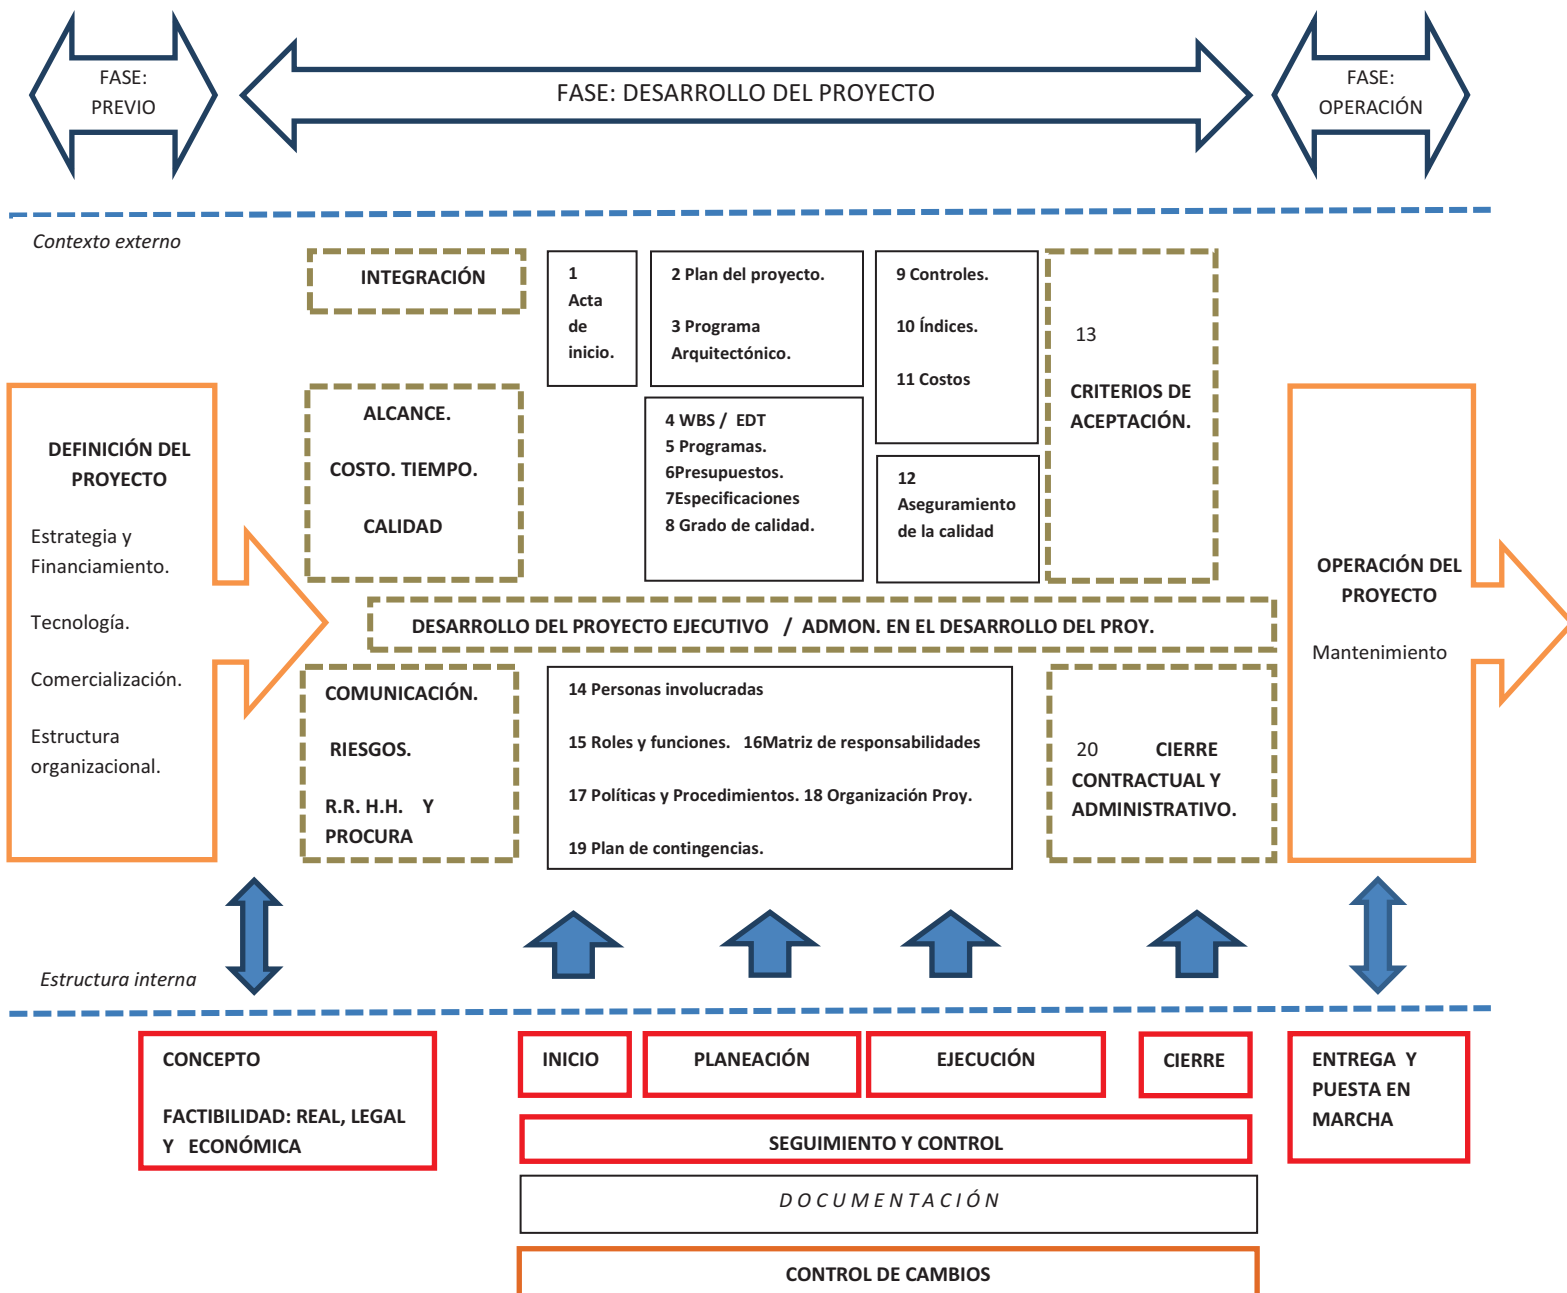 FASE:
PREVIO
FASE: DESARROLLO DEL PROYECTO
FASE:
OPERACIÓN
Contexto externo
INTEGRACIÓN
1
Acta
de
inicio.
2 Plan del proyecto.
3 Programa
Arquitectónico.
9 Controles.
10 Índices.
11 Costos
13
CRITERIOS DE
ACEPTACIÓN.
DEFINICIÓN DEL
PROYECTO
Estrategia y
Financiamiento.
Tecnología.
Comercialización.
Estructura
organizacional.
ALCANCE.
COSTO. TIEMPO.
CALIDAD
4 WBS / EDT
5 Programas.
6Presupuestos.
7Especificaciones
8 Grado de calidad.
12
Aseguramiento
de la calidad
OPERACIÓN DEL
PROYECTO
Mantenimiento
DESARROLLO DEL PROYECTO EJECUTIVO / ADMON. EN EL DESARROLLO DEL PROY.
COMUNICACIÓN.
RIESGOS.
R.R. H.H. Y
PROCURA
14 Personas involucradas
15 Roles y funciones. 16Matriz de responsabilidades
17 Políticas y Procedimientos. 18 Organización Proy.
19 Plan de contingencias.
20 CIERRE
CONTRACTUAL Y
ADMINISTRATIVO.
Estructura interna
CONCEPTO
FACTIBILIDAD: REAL, LEGAL
Y ECONÓMICA
INICIO
PLANEACIÓN
EJECUCIÓN
CIERRE
ENTREGA Y
PUESTA EN
MARCHA
SEGUIMIENTO Y CONTROL
DOCUMENTACIÓN
CONTROL DE CAMBIOS